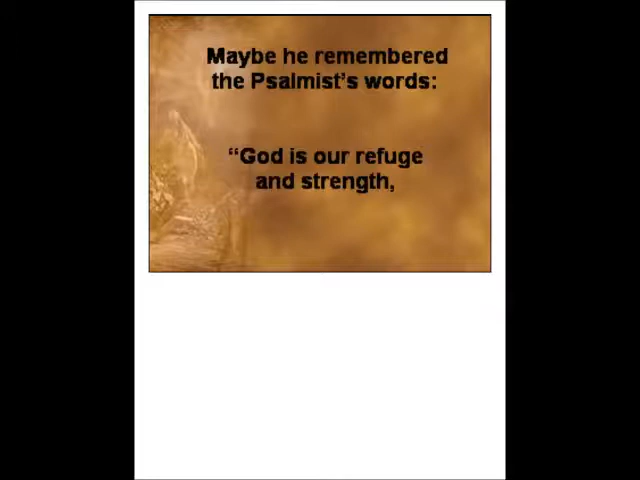 Maybe he remembered
the Psalmist's words:
“God is our refuge
and strength,